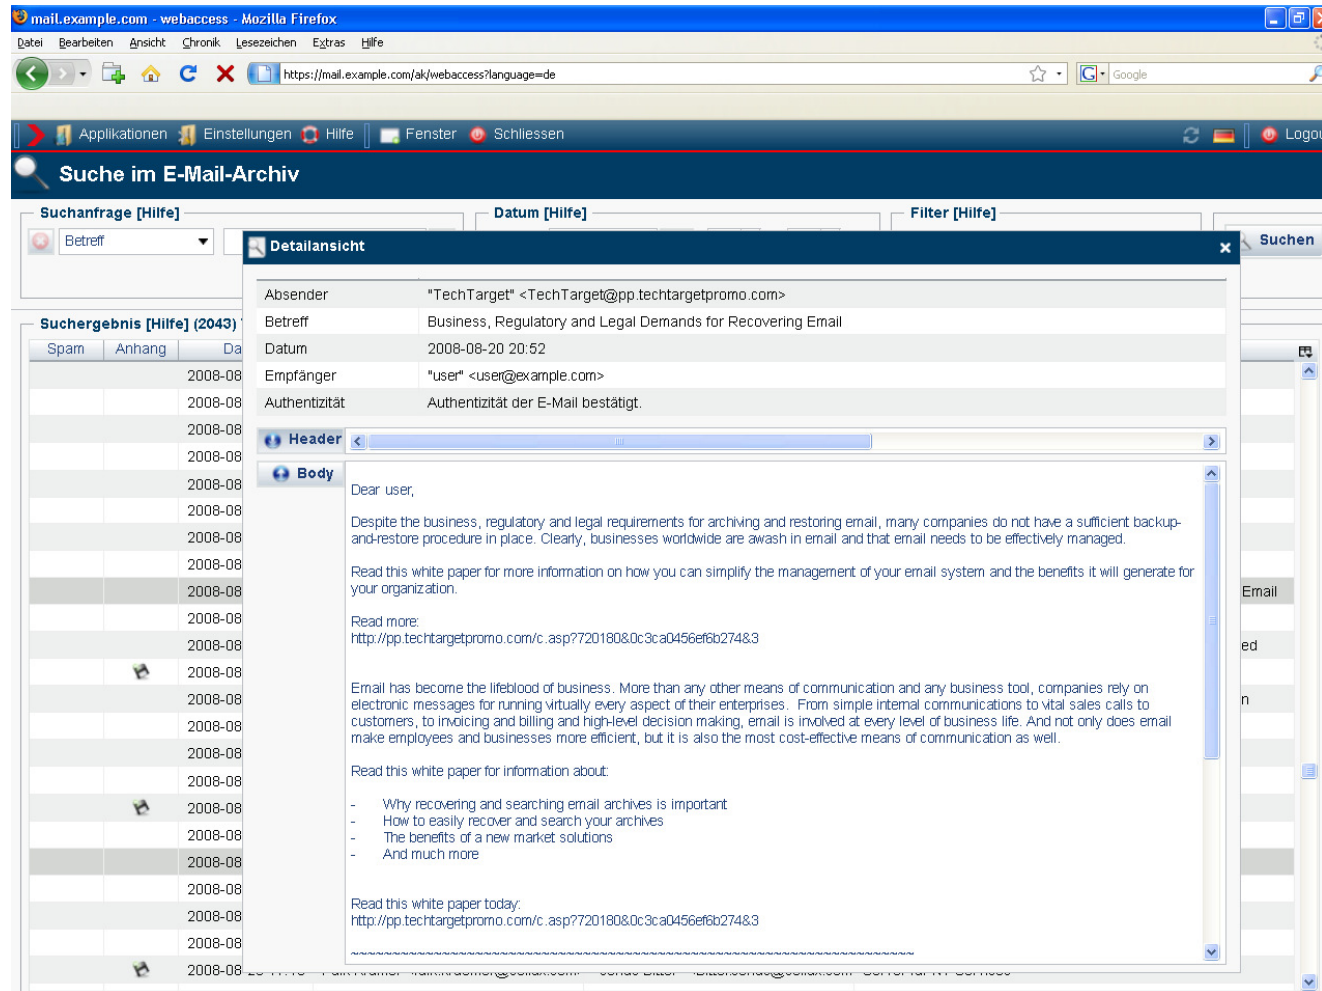 mail.example.com - webaccess - Mozilla Firefox
Datei Bearbeiten Ansicht Chronik Lesezeichen Extras Hilfe
https://mail.example.com/ak/webaccess?language=de
G Google
Applikationen Einstellungen Hilfe Fenster Schliessen Logou
Suche im E-Mail-Archiv
Suchanfrage [Hilfe] Datum [Hilfe] Filter [Hilfe]
Betreff Suchen
Detailansicht
Absender "TechTarget" <TechTarget@pp.techtargetpromo.com>
Betreff Business, Regulatory and Legal Demands for Recovering Email
Suchergebnis [Hilfe] (2043)
Spam Anhang Da
Datum 2008-08-20 20:52
2008-08
Empfänger "user" <user@example.com>
2008-08
Authentizität Authentizität der E-Mail bestätigt.
2008-08
Header
2008-08
Body
2008-08
Dear user,
2008-08
Despite the business, regulatory and legal requirements for archiving and restoring email, many companies do not have a sufficient backup-
2008-08
and-restore procedure in place. Clearly, businesses worldwide are awash in email and that email needs to be effectively managed.
2008-08
Read this white paper for more information on how you can simplify the management of your email system and the benefits it will generate for
2008-08 Email
your organization.
2008-08
Read more:
http://pp.techtargetpromo.com/c.asp?720180&0c3ca0456ef6b274&3
2008-08 ed
2008-08
Email has become the lifeblood of business. More than any other means of communication and any business tool, companies rely on
2008-08 n
electronic messages for running virtually every aspect of their enterprises. From simple internal communications to vital sales calls to
customers, to invoicing and billing and high-level decision making, email is involved at every level of business life. And not only does email
2008-08
make employees and businesses more efficient, but it is also the most cost-effective means of communication as well.
2008-08
Read this white paper for information about:
2008-08
- Why recovering and searching email archives is important
2008-08
- How to easily recover and search your archives
2008-08
- The benefits of a new market solutions
- And much more
2008-08
2008-08
Read this white paper today:
2008-08
http://pp.techtargetpromo.com/c.asp?720180&0c3ca0456ef6b274&3
2008-08
~~~~~~~~~~~~~~~~~~~~~~~~~~~~~~~~~~~~~~~~~~~~~~~~~~~~~~~~~~~~~~~~~~~~
2008-08